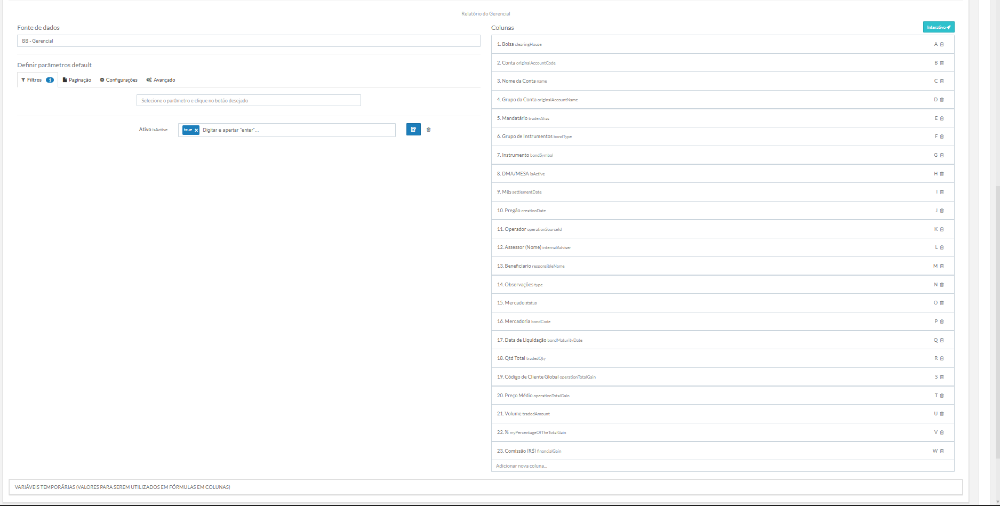 Relatório do Gerencial
Fonte de dados
BB - Gerencial
Definir parâmetros default
Filtros 1 Paginação Configurações Avançado
Selecione o parâmetro e clique no botão desejado
Ativo isActive true x Digitar e apertar "enter"...
Colunas
Interativo
1. Bolsa clearingHouse A
2. Conta originalAccountCode B
3. Nome da Conta name C
4. Grupo da Conta originalAccountName D
5. Mandatário traderAlias E
6. Grupo de Instrumentos bondType F
7. Instrumento bondSymbol G
8. DMA/MESA isActive H
9. Mês settlementDate I
10. Pregão creationDate J
11. Operador operationSourceId K
12. Assessor (Nome) internalAdviser L
13. Beneficiario responsibleName M
14. Observações type N
15. Mercado status O
16. Mercadoria bondCode P
17. Data de Liquidação bondMaturityDate Q
18. Qtd Total tradedQty R
19. Código de Cliente Global operationTotalGain S
20. Preço Médio operationTotalGain T
21. Volume tradedAmount U
22. % myPercentageOfTheTotalGain V
23. Comissão (R$) financialGain W
Adicionar nova coluna...
VARIÁVEIS TEMPORÁRIAS (VALORES PARA SEREM UTILIZADOS EM FÓRMULAS EM COLUNAS)